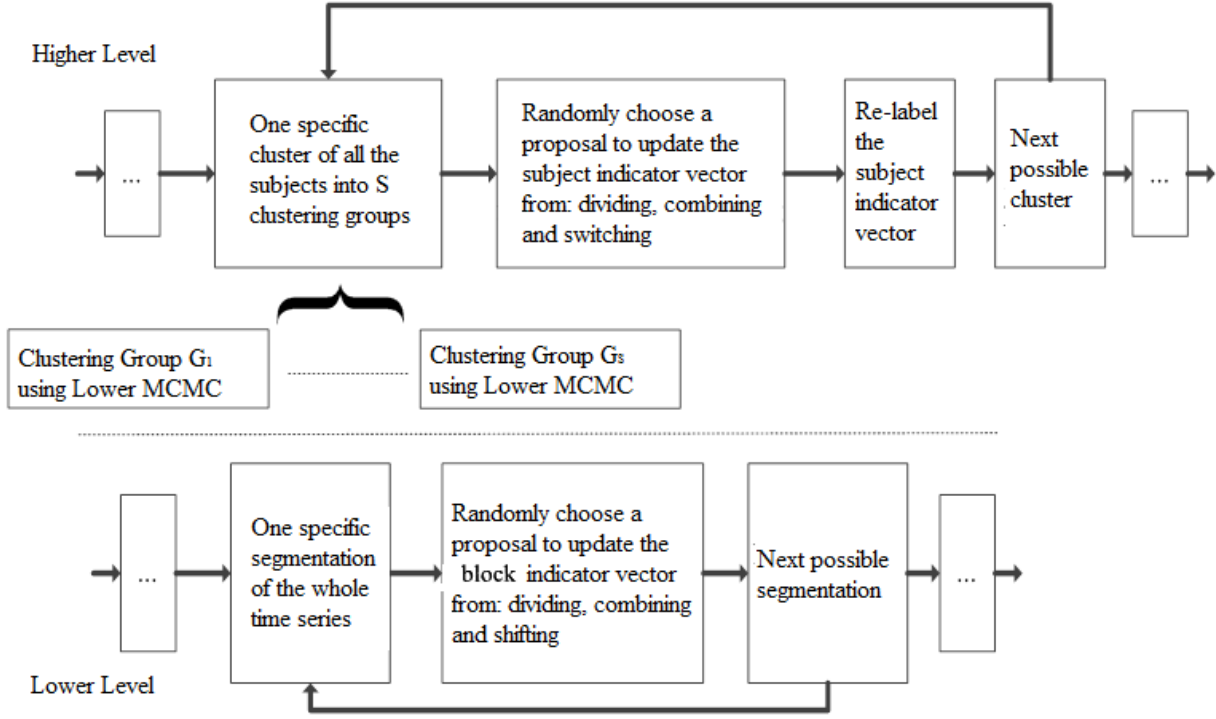 Higher Level
...
One specific
cluster of all the
subjects into S
clustering groups
Randomly choose a
proposal to update the
subject indicator vector
from: dividing, combining
and switching
Re-label
the
subject
indicator
vector
Next
possible
cluster
...
Clustering Group G₁
using Lower MCMC
Clustering Group Gₛ
using Lower MCMC
...
One specific
segmentation
of the whole
time series
Randomly choose a
proposal to update the
block indicator vector
from: dividing, combining
and shifting
Next possible
segmentation
...
Lower Level